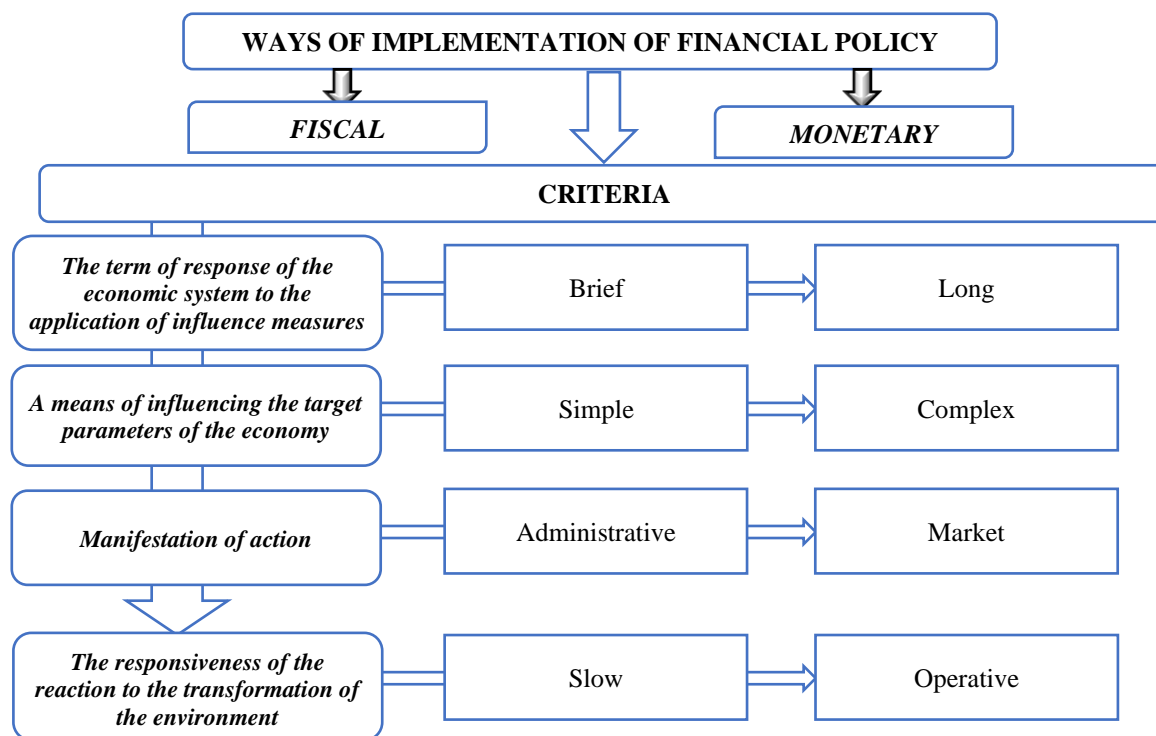 WAYS OF IMPLEMENTATION OF FINANCIAL POLICY
FISCAL
MONETARY
CRITERIA
The term of response of the
economic system to the
application of influence measures
Brief
Long
A means of influencing the target
parameters of the economy
Simple
Complex
Manifestation of action
Administrative
Market
The responsiveness of the
reaction to the transformation of
the environment
Slow
Operative